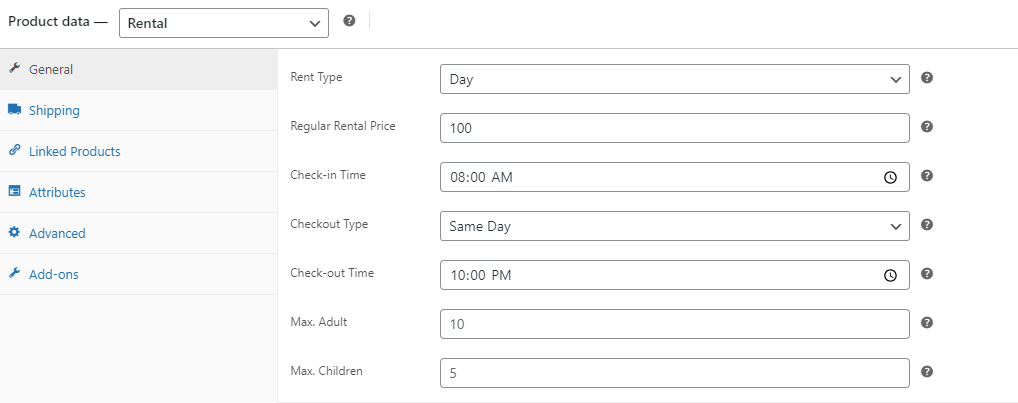 Product data — Rental
General
Shipping
Linked Products
Attributes
Advanced
Add-ons
Rent Type Day
Regular Rental Price 100
Check-in Time 08:00 AM
Checkout Type Same Day
Check-out Time 10:00 PM
Max. Adult 10
Max. Children 5